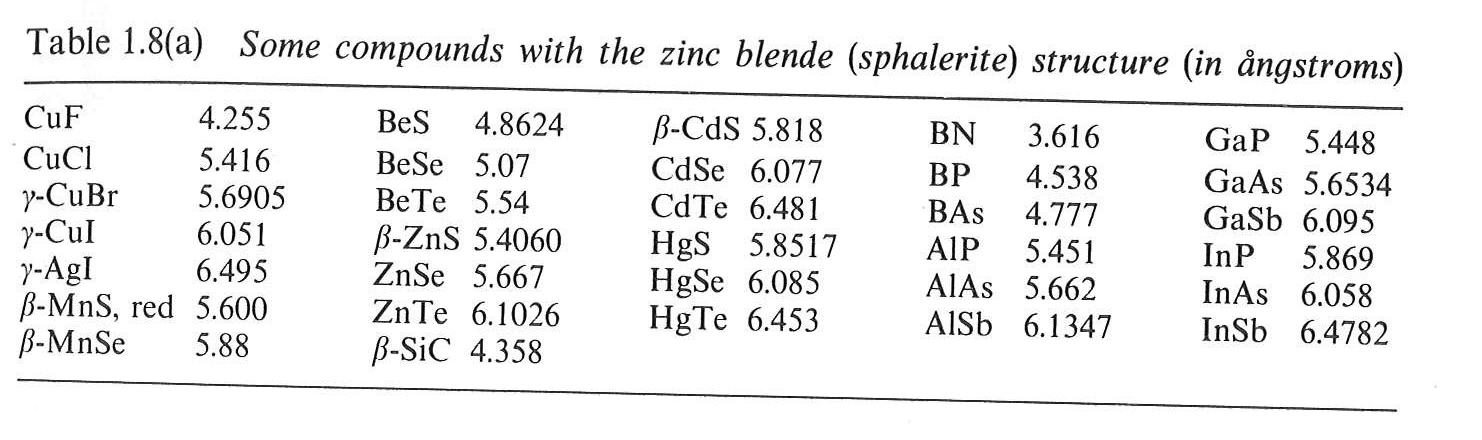 Table 1.8(a) Some compounds with the zinc blende (sphalerite) structure (in ångstroms)
CuF 4.255 BeS 4.8624 β-CdS 5.818 BN 3.616 GaP 5.448
CuCl 5.416 BeSe 5.07 CdSe 6.077 BP 4.538 GaAs 5.6534
γ-CuBr 5.6905 BeTe 5.54 CdTe 6.481 BAs 4.777 GaSb 6.095
γ-CuI 6.051 β-ZnS 5.4060 HgS 5.8517 AlP 5.451 InP 5.869
γ-AgI 6.495 ZnSe 5.667 HgSe 6.085 AlAs 5.662 InAs 6.058
β-MnS, red 5.600 ZnTe 6.1026 HgTe 6.453 AlSb 6.1347 InSb 6.4782
β-MnSe 5.88 β-SiC 4.358